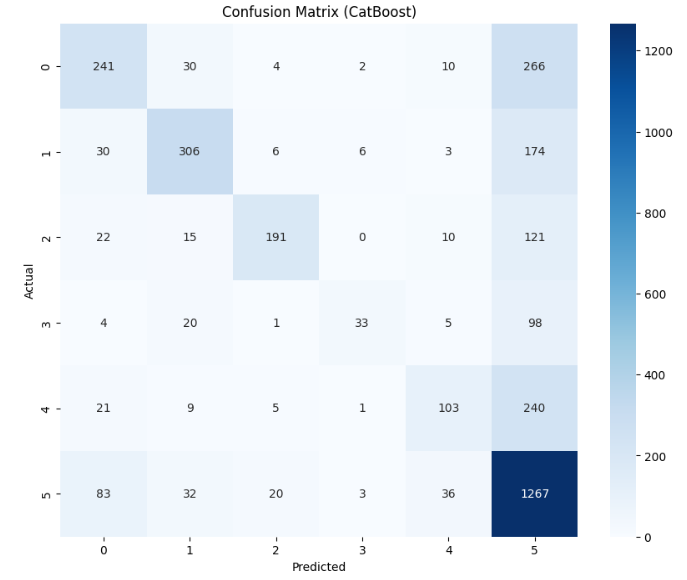 Confusion Matrix (CatBoost)
0 241 30 4 2 10 266
1 30 306 6 6 3 174
2 22 15 191 0 10 121
3 4 20 1 33 5 98
4 21 9 5 1 103 240
5 83 32 20 3 36 1267
0 1 2 3 4 5
Predicted
Actual
1200
1000
800
600
400
200
0